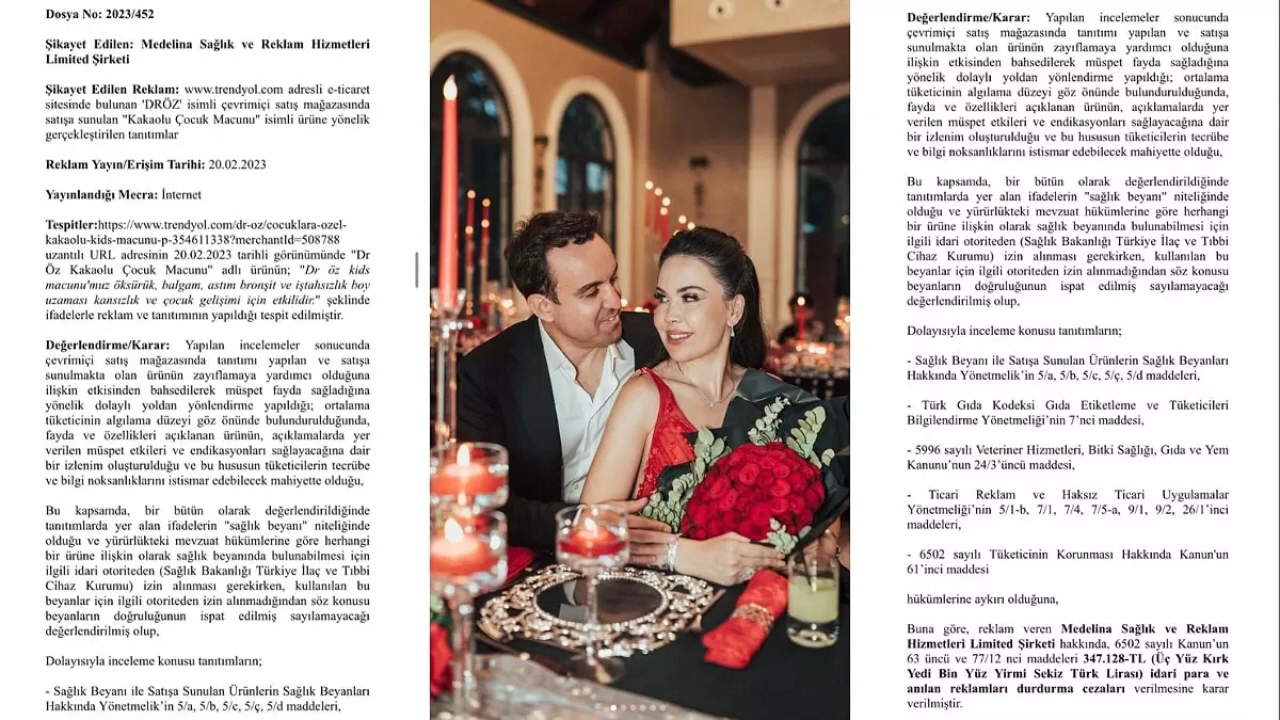 Dosya No: 2023/452
Şikayet Edilen: Medelina Sağlık ve Reklam Hizmetleri
Limited Şirketi
Şikayet Edilen Reklam: www.trendyol.com adresli e-ticaret
sitesinde bulunan 'DRÖZ' isimli çevrimiçi satış mağazasında
satışa sunulan "Kakaolu Çocuk Macunu" isimli ürüne yönelik
gerçekleştirilen tanıtımlar
Reklam Yayın/Erişim Tarihi: 20.02.2023
Yayınlandığı Mecra: İnternet
Tespitler:https://www.trendyol.com/dr-oz/cocuklara-ozel-
kakaolu-kids-macunu-p-354611338?merchantId=508788
uzantılı URL adresinin 20.02.2023 tarihli görünümünde "Dr
Öz Kakaolu Çocuk Macunu" adlı ürünün; "Dr öz kids
macunu'muz öksürük, balgam, astım bronşit ve iştahsızlık boy
uzaması kansızlık ve çocuk gelişimi için etkilidir." şeklinde
ifadelerle reklam ve tanıtımının yapıldığı tespit edilmiştir.
Değerlendirme/Karar: Yapılan incelemeler sonucunda
çevrimiçi satış mağazasında tanıtımı yapılan ve satışa
sunulmakta olan ürünün zayıflamaya yardımcı olduğuna
ilişkin etkisinden bahsedilerek müspet fayda sağladığına
yönelik dolaylı yoldan yönlendirme yapıldığı; ortalama
tüketicinin algılama düzeyi göz önünde bulundurulduğunda,
fayda ve özellikleri açıklanan ürünün, açıklamalarda yer
verilen müspet etkileri ve endikasyonları sağlayacağına dair
bir izlenim oluşturulduğu ve bu hususun tüketicilerin tecrübe
ve bilgi noksanlıklarını istismar edebilecek mahiyette olduğu,
Bu kapsamda, bir bütün olarak değerlendirildiğinde
tanıtımlarda yer alan ifadelerin "sağlık beyanı" niteliğinde
olduğu ve yürürlükteki mevzuat hükümlerine göre herhangi
bir ürüne ilişkin olarak sağlık beyanında bulunabilmesi için
ilgili idari otoriteden (Sağlık Bakanlığı Türkiye İlaç ve Tıbbi
Cihaz Kurumu) izin alınması gerekirken, kullanılan bu
beyanlar için ilgili otoriteden izin alınmadığından söz konusu
beyanların doğruluğunun ispat edilmiş sayılamayacağı
değerlendirilmiş olup,
Dolayısıyla inceleme konusu tanıtımların;
- Sağlık Beyanı ile Satışa Sunulan Ürünlerin Sağlık Beyanları
Hakkında Yönetmelik'in 5/a, 5/b, 5/c, 5/ç, 5/d maddeleri,
Değerlendirme/Karar: Yapılan incelemeler sonucunda
çevrimiçi satış mağazasında tanıtımı yapılan ve satışa
sunulmakta olan ürünün zayıflamaya yardımcı olduğuna
ilişkin etkisinden bahsedilerek müspet fayda sağladığına
yönelik dolaylı yoldan yönlendirme yapıldığı; ortalama
tüketicinin algılama düzeyi göz önünde bulundurulduğunda,
fayda ve özellikleri açıklanan ürünün, açıklamalarda yer
verilen müspet etkileri ve endikasyonları sağlayacağına dair
bir izlenim oluşturulduğu ve bu hususun tüketicilerin tecrübe
ve bilgi noksanlıklarını istismar edebilecek mahiyette olduğu,
Bu kapsamda, bir bütün olarak değerlendirildiğinde
tanıtımlarda yer alan ifadelerin "sağlık beyanı" niteliğinde
olduğu ve yürürlükteki mevzuat hükümlerine göre herhangi
bir ürüne ilişkin olarak sağlık beyanında bulunabilmesi için
ilgili idari otoriteden (Sağlık Bakanlığı Türkiye İlaç ve Tıbbi
Cihaz Kurumu) izin alınması gerekirken, kullanılan bu
beyanlar için ilgili otoriteden izin alınmadığından söz konusu
beyanların doğruluğunun ispat edilmiş sayılamayacağı
değerlendirilmiş olup,
Dolayısıyla inceleme konusu tanıtımların;
- Sağlık Beyanı ile Satışa Sunulan Ürünlerin Sağlık Beyanları
Hakkında Yönetmelik'in 5/a, 5/b, 5/c, 5/ç, 5/d maddeleri,
- Türk Gıda Kodeksi Gıda Etiketleme ve Tüketicileri
Bilgilendirme Yönetmeliği'nin 7'nci maddesi,
- 5996 sayılı Veteriner Hizmetleri, Bitki Sağlığı, Gıda ve Yem
Kanunu'nun 24/3'üncü maddesi,
- Ticari Reklam ve Haksız Ticari Uygulamalar
Yönetmeliği'nin 5/1-b, 7/1, 7/4, 7/5-a, 9/1, 9/2, 26/1'inci
maddeleri,
- 6502 sayılı Tüketicinin Korunması Hakkında Kanun'un
61'inci maddesi
hükümlerine aykırı olduğuna,
Buna göre, reklam veren Medelina Sağlık ve Reklam
Hizmetleri Limited Şirketi hakkında, 6502 sayılı Kanun'un
63 üncü ve 77/12 nci maddeleri 347.128-TL (Üç Yüz Kırk
Yedi Bin Yüz Yirmi Sekiz Türk Lirası) idari para ve
anılan reklamları durdurma cezaları verilmesine karar
verilmiştir.